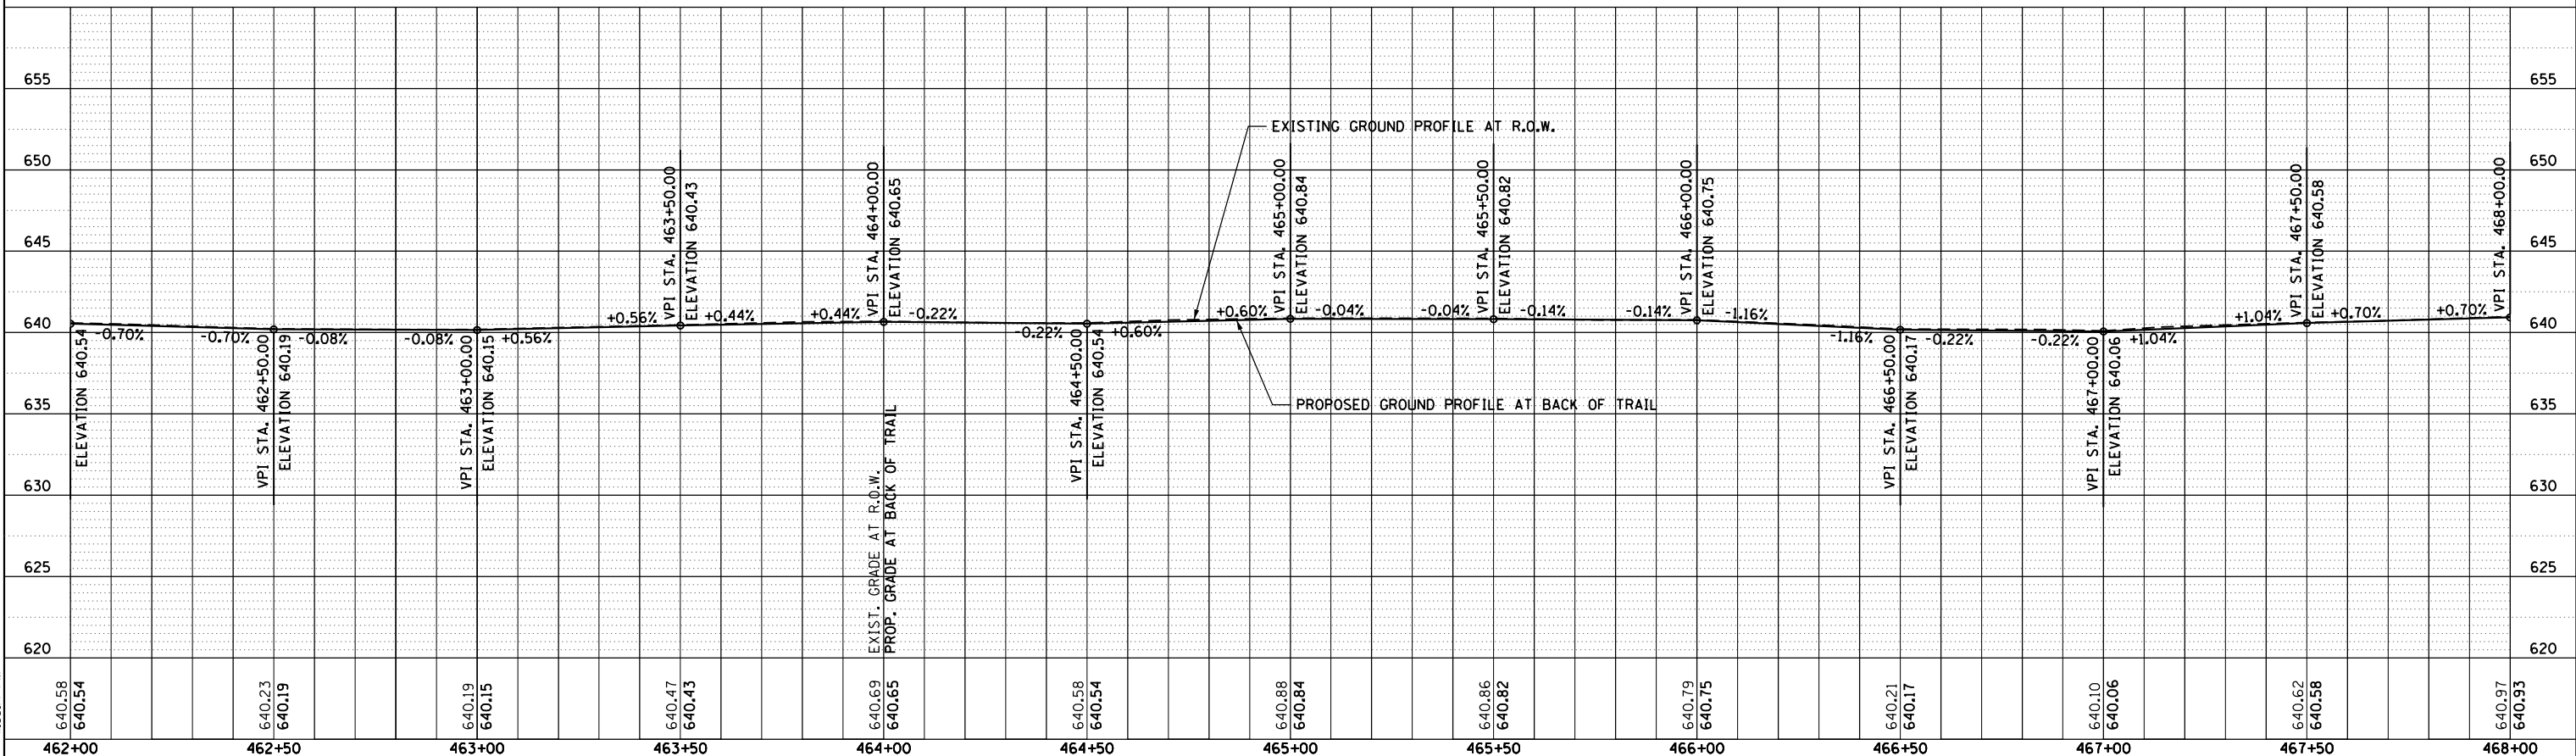 655 655
EXISTING GROUND PROFILE AT R.O.W.
650 650
VPI STA. 463+50.00
ELEVATION 640.43
VPI STA. 464+00.00
ELEVATION 640.65
VPI STA. 465+00.00
ELEVATION 640.84
VPI STA. 465+50.00
ELEVATION 640.82
VPI STA. 466+00.00
ELEVATION 640.75
VPI STA. 467+50.00
ELEVATION 640.58
VPI STA. 468+00.00
645 645
+0.56% +0.44% +0.44% -0.22% +0.60% -0.04% -0.04% -0.14% -0.14% -1.16% +1.04% +0.70% +0.70%
640 640
-0.70% -0.70% -0.08% -0.08% +0.56% -0.22% +0.60% -1.16% -0.22% -0.22% +1.04%
ELEVATION 640.54
VPI STA. 462+50.00
ELEVATION 640.19
VPI STA. 463+00.00
ELEVATION 640.15
VPI STA. 464+50.00
ELEVATION 640.54
VPI STA. 466+50.00
ELEVATION 640.17
VPI STA. 467+00.00
ELEVATION 640.06
635 635
PROPOSED GROUND PROFILE AT BACK OF TRAIL
630 630
EXIST. GRADE AT R.O.W.
PROP. GRADE AT BACK OF TRAIL
625 625
620 620
640.58
640.54
640.23
640.19
640.19
640.15
640.47
640.43
640.69
640.65
640.58
640.54
640.88
640.84
640.86
640.82
640.79
640.75
640.21
640.17
640.10
640.06
640.62
640.58
640.97
640.93
462+00 462+50 463+00 463+50 464+00 464+50 465+00 465+50 466+00 466+50 467+00 467+50 468+00